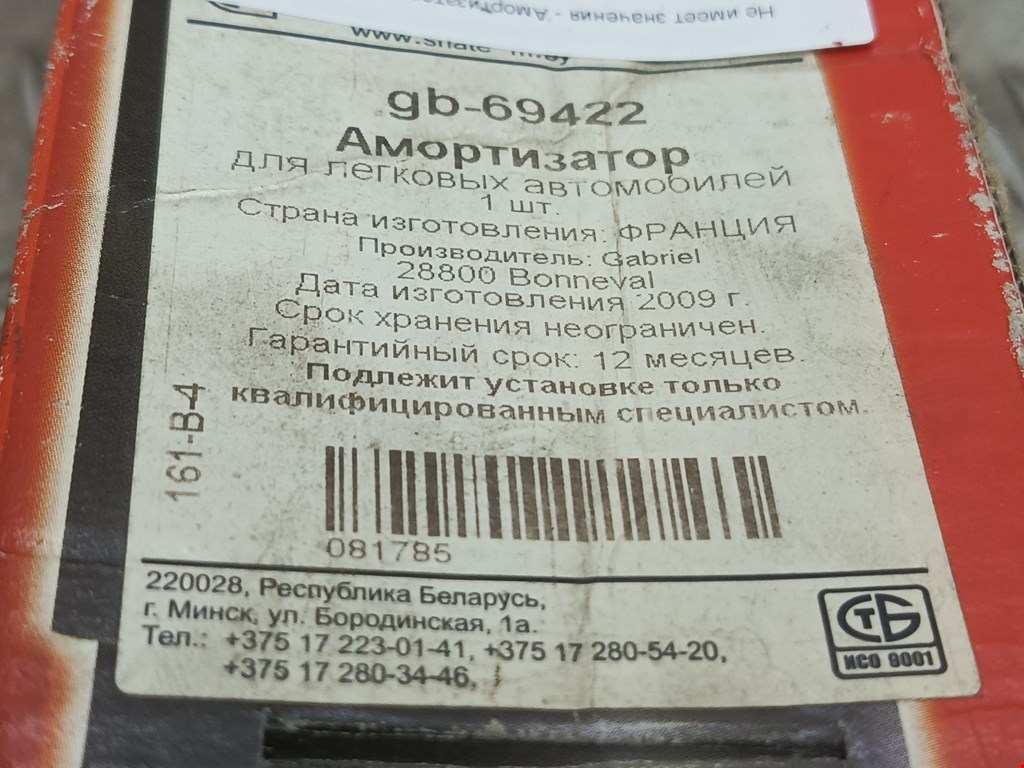 Не имеет значения - Амортизатор
www.shate-m.by
gb-69422
Амортизатор
для легковых автомобилей
1 шт.
Страна изготовления: ФРАНЦИЯ
Производитель: Gabriel
28800 Bonneval
Дата изготовления 2009 г.
Срок хранения неограничен.
Гарантийный срок: 12 месяцев.
Подлежит установке только
квалифицированным специалистом.
161-B-4
081785
220028, Республика Беларусь,
г. Минск, ул. Бородинская, 1а.
Тел.: +375 17 223-01-41, +375 17 280-54-20,
+375 17 280-34-46,
СТБ
ИСО 9001